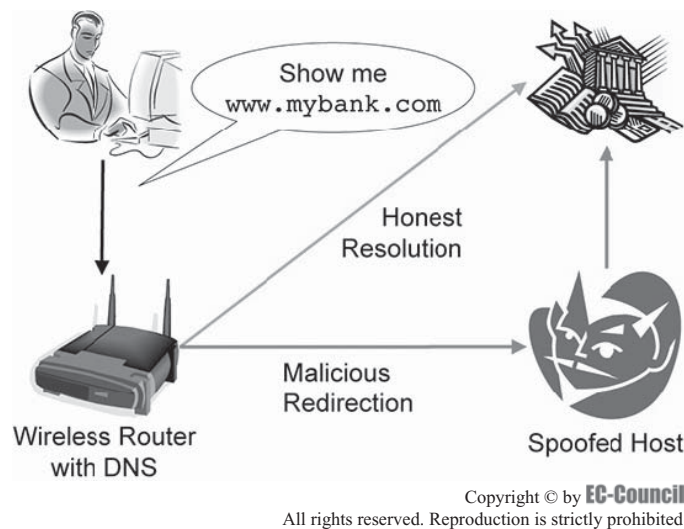 Show me
www.mybank.com
Honest
Resolution
Malicious
Redirection
Wireless Router
with DNS
Spoofed Host
Copyright © by EC-Council
All rights reserved. Reproduction is strictly prohibited